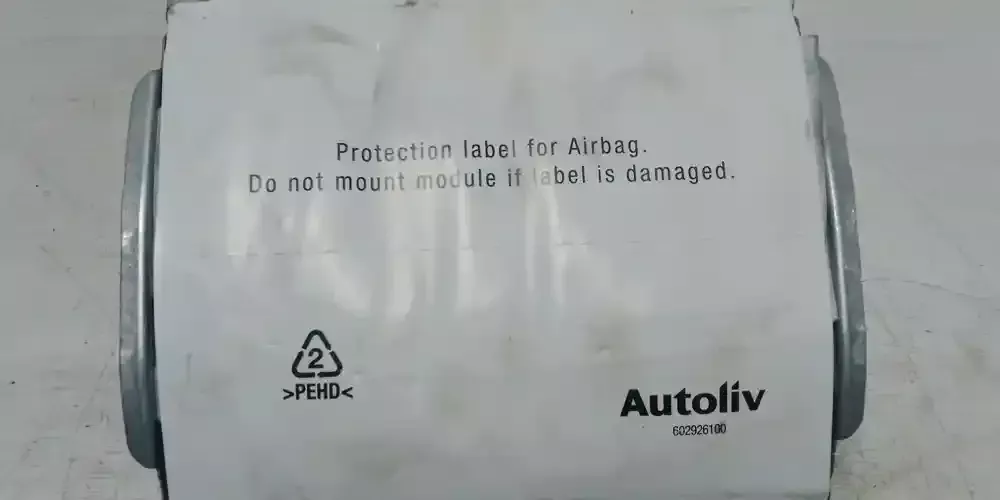 Protection label for Airbag.
Do not mount module if label is damaged.
2
>PEHD<
Autoliv
602926100